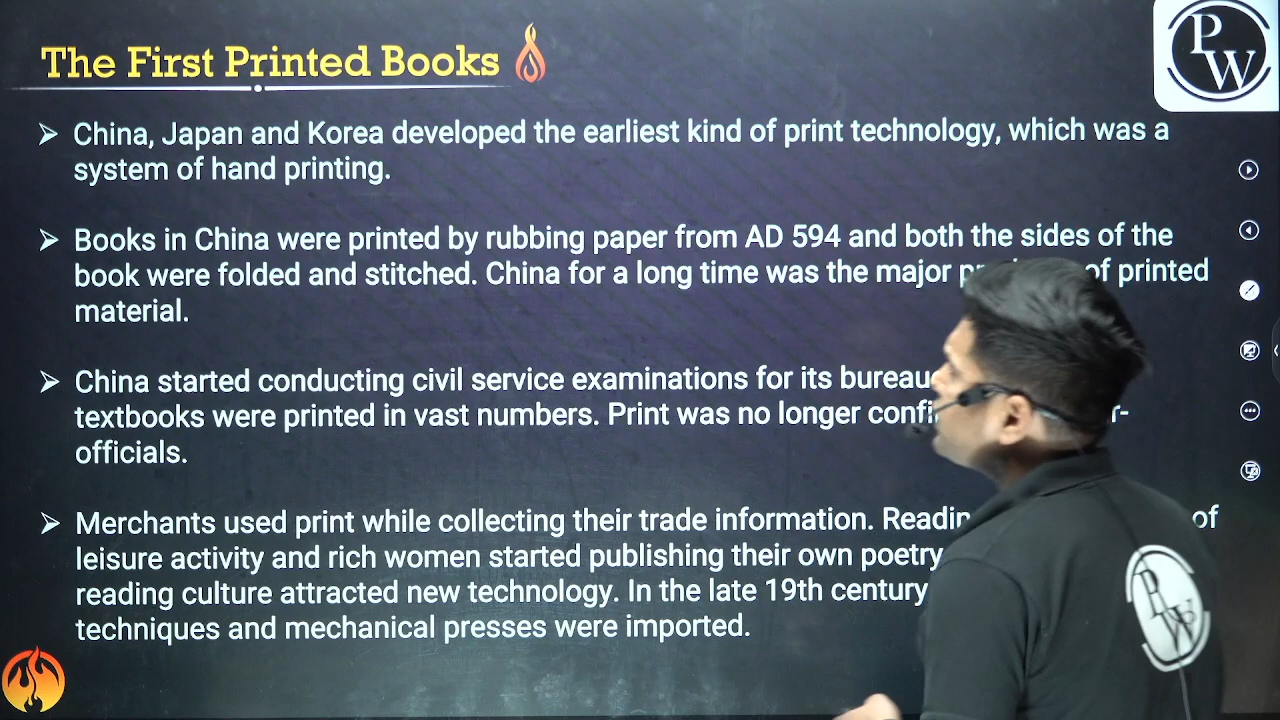 The First Printed Books
PW
➤ China, Japan and Korea developed the earliest kind of print technology, which was a
system of hand printing.
➤ Books in China were printed by rubbing paper from AD 594 and both the sides of the
book were folded and stitched. China for a long time was the major of printed
material.
➤ China started conducting civil service examinations for its
textbooks were printed in vast numbers. Print was no longer
officials.
➤ Merchants used print while collecting their trade information. of
leisure activity and rich women started publishing their own poetry
reading culture attracted new technology. In the late 19th century
techniques and mechanical presses were imported.
PW